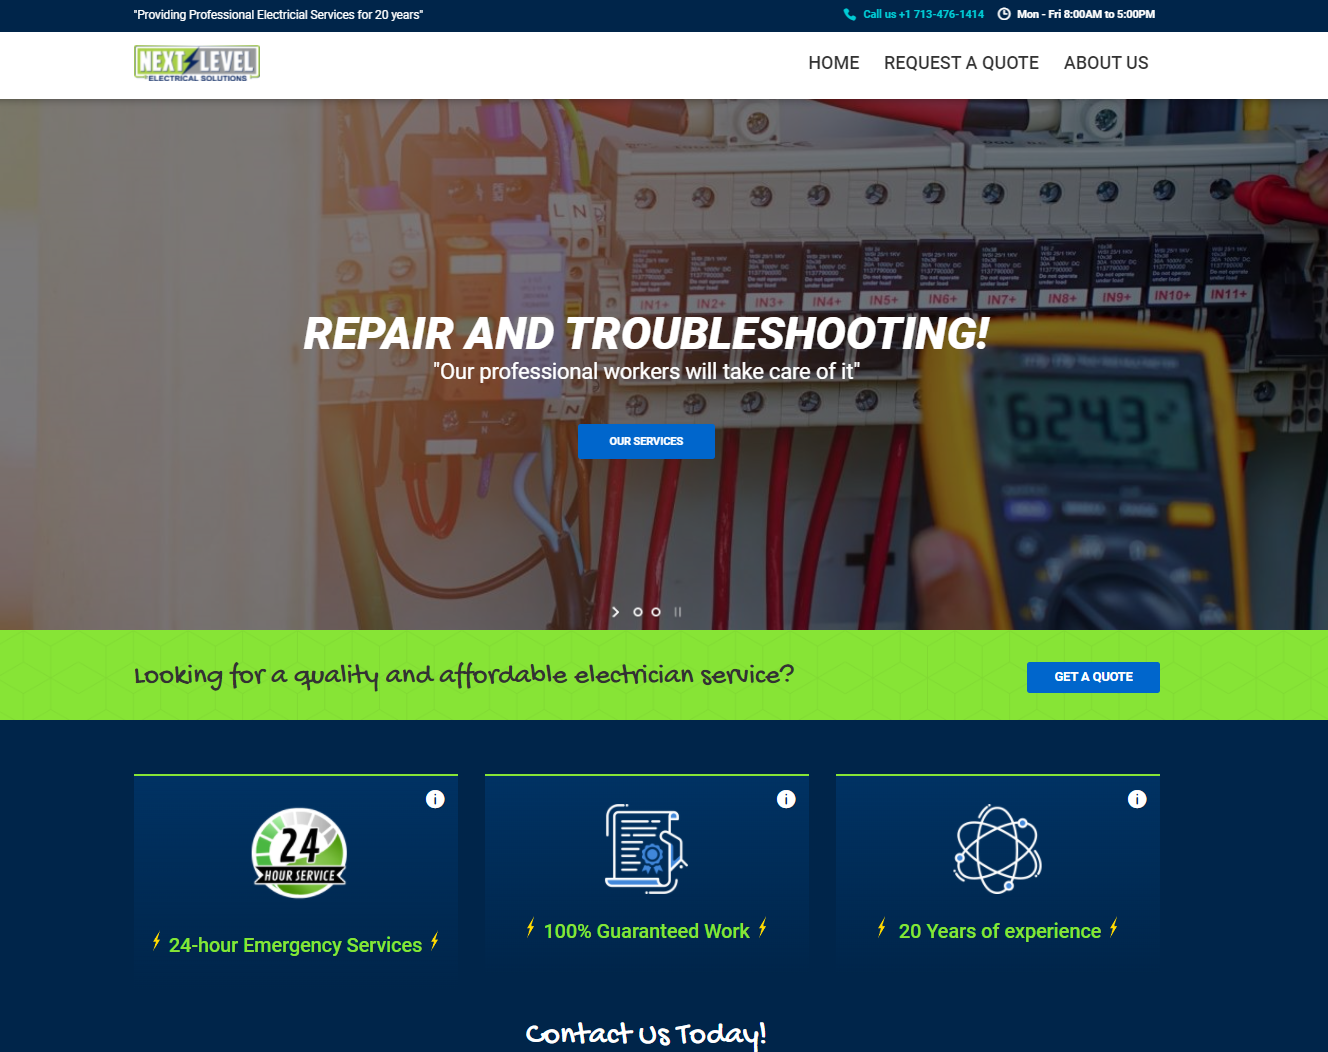 "Providing Professional Electricial Services for 20 years"
Call us +1 713-476-1414
Mon - Fri 8:00AM to 5:00PM
NEXT LEVEL
ELECTRICAL SOLUTIONS
HOME
REQUEST A QUOTE
ABOUT US
L N
IN1+ IN2+ IN3+ IN4+ IN5+ IN6+ IN7+ IN8+ IN9+ IN10+ IN11+
REPAIR AND TROUBLESHOOTING!
"Our professional workers will take care of it"
L N
N
624.3
OUR SERVICES
Looking for a quality and affordable electrician service?
GET A QUOTE
24
HOUR SERVICE
24-hour Emergency Services
100% Guaranteed Work
20 Years of experience
Contact Us Today!